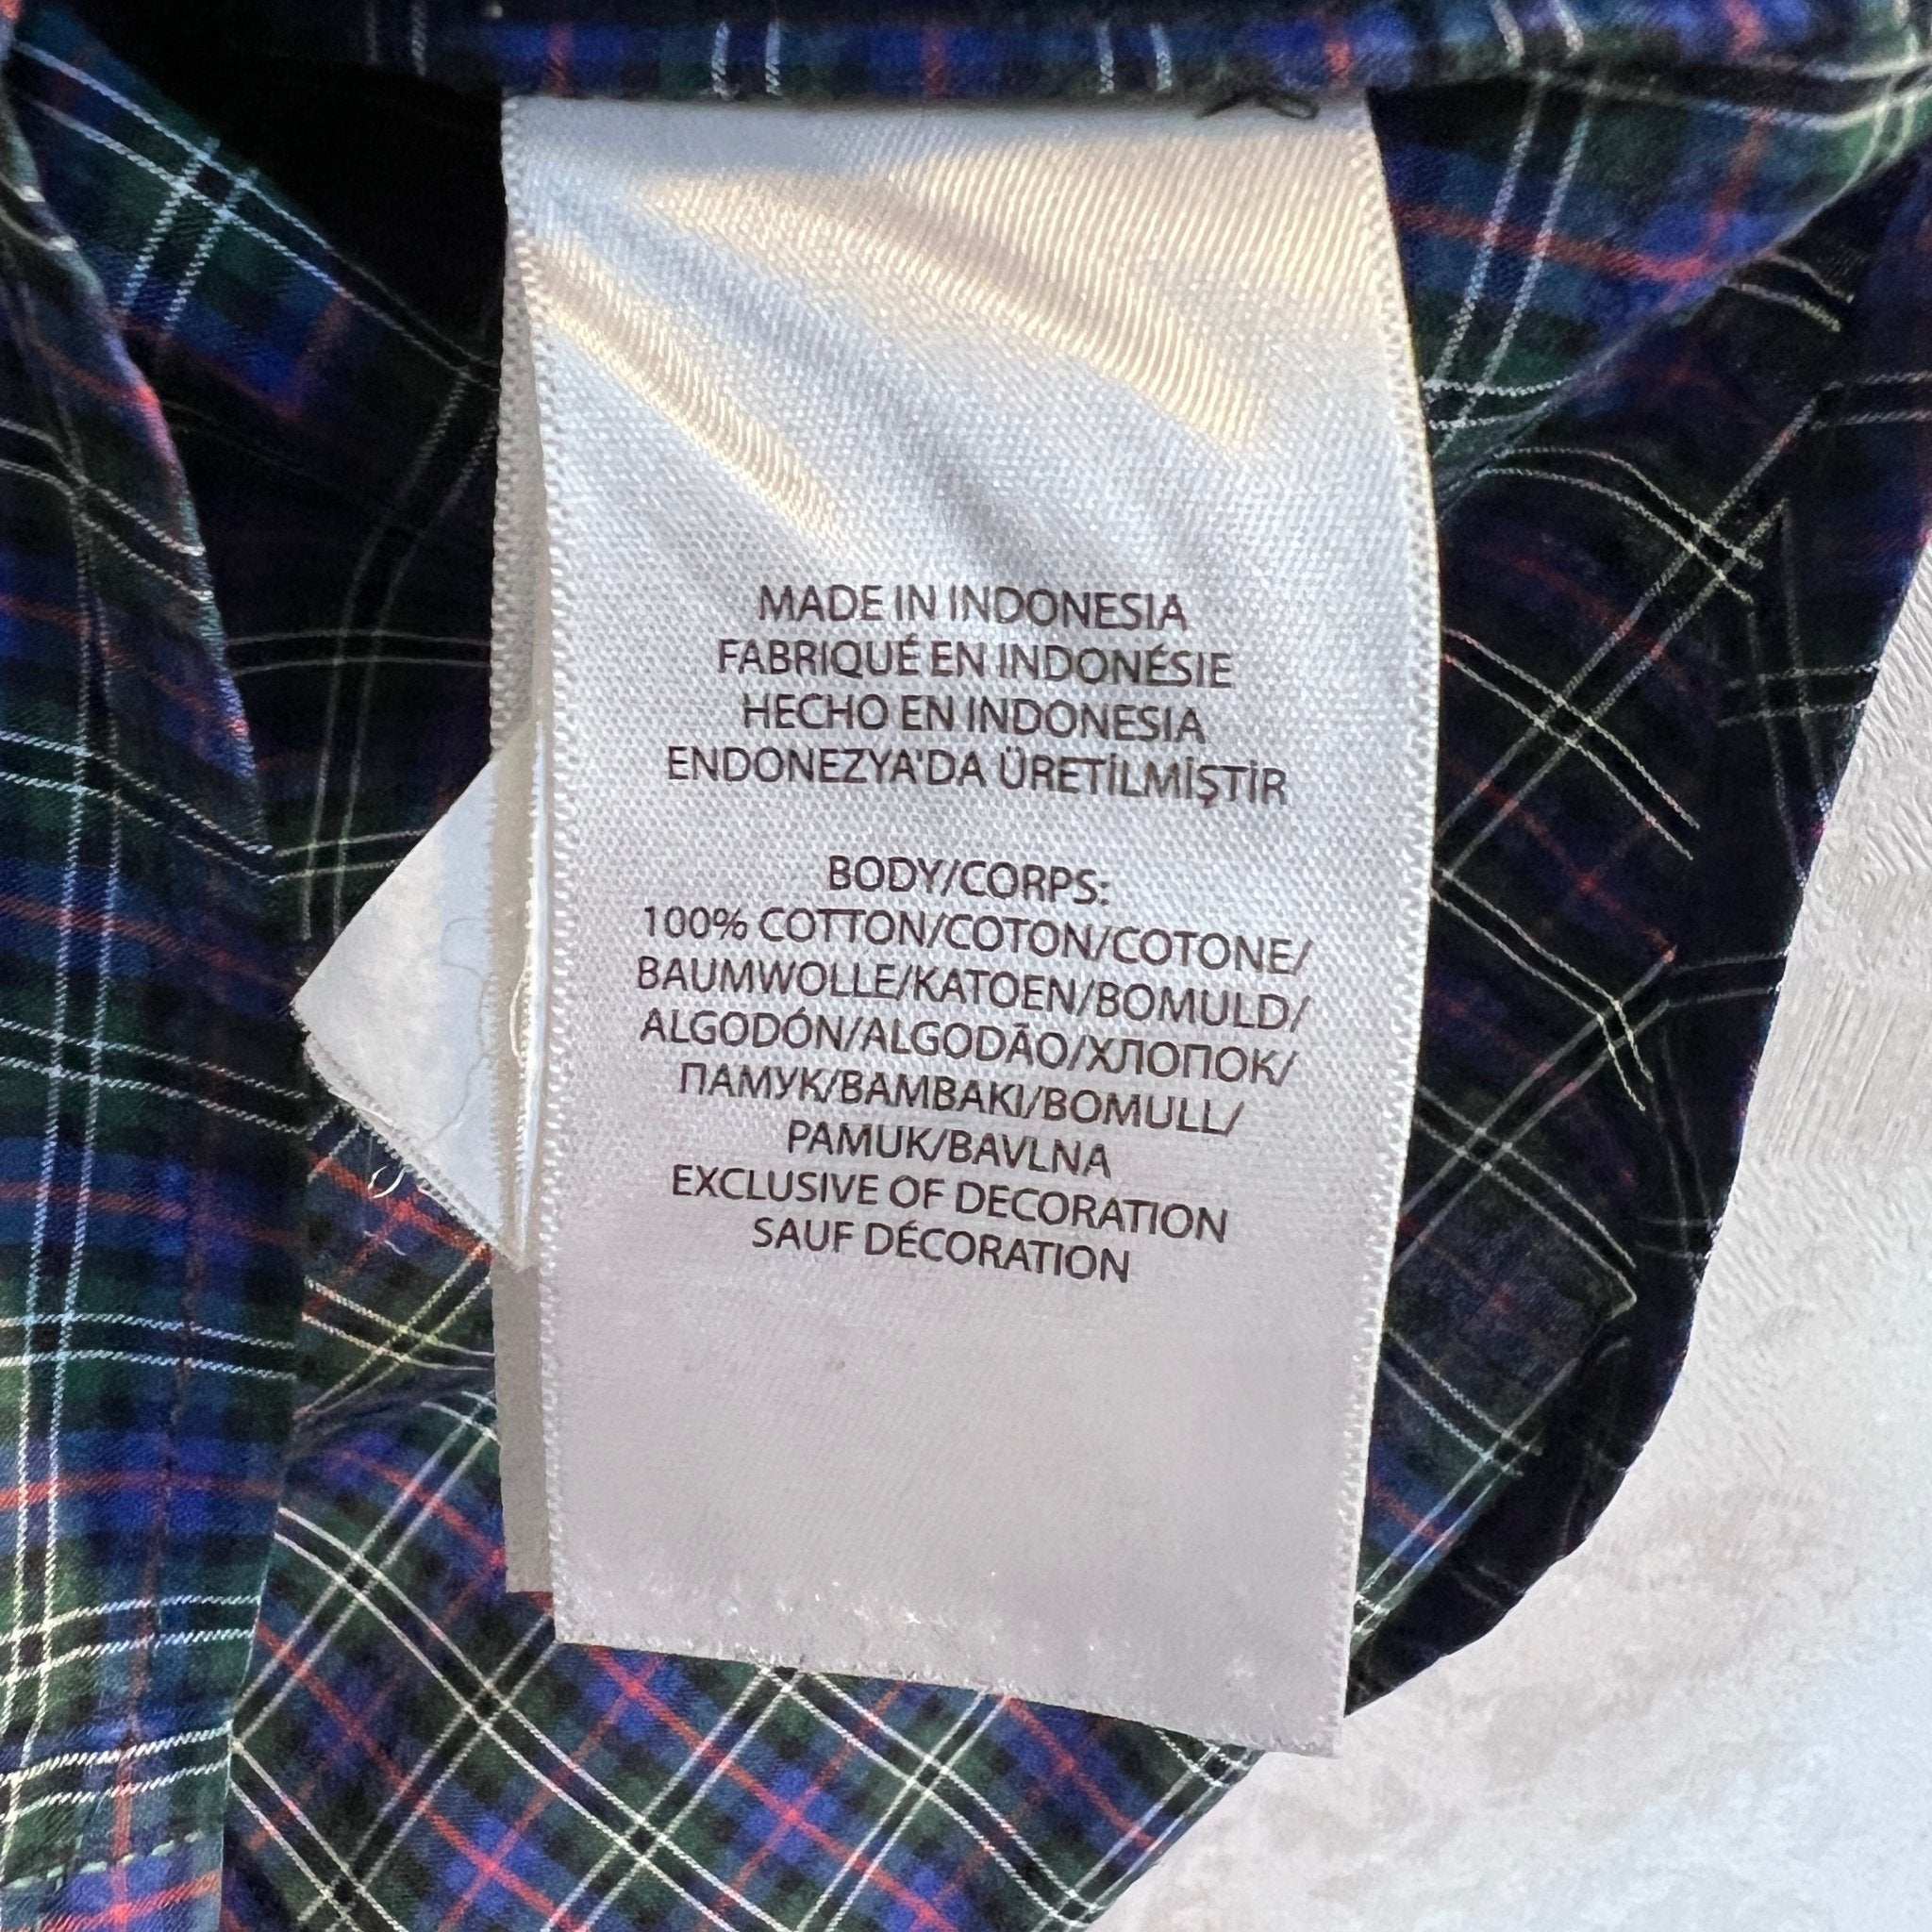 MADE IN INDONESIA
FABRIQUÉ EN INDONÉSIE
HECHO EN INDONESIA
ENDONEZYA'DA ÜRETİLMİŞTİR
BODY/CORPS:
100% COTTON/COTON/COTONE/
BAUMWOLLE/KATOEN/BOMULD/
ALGODÓN/ALGODÃO/ХЛОПОК/
ПАМУК/BAMBAKI/BOMULL/
PAMUK/BAVLNA
EXCLUSIVE OF DECORATION
SAUF DÉCORATION